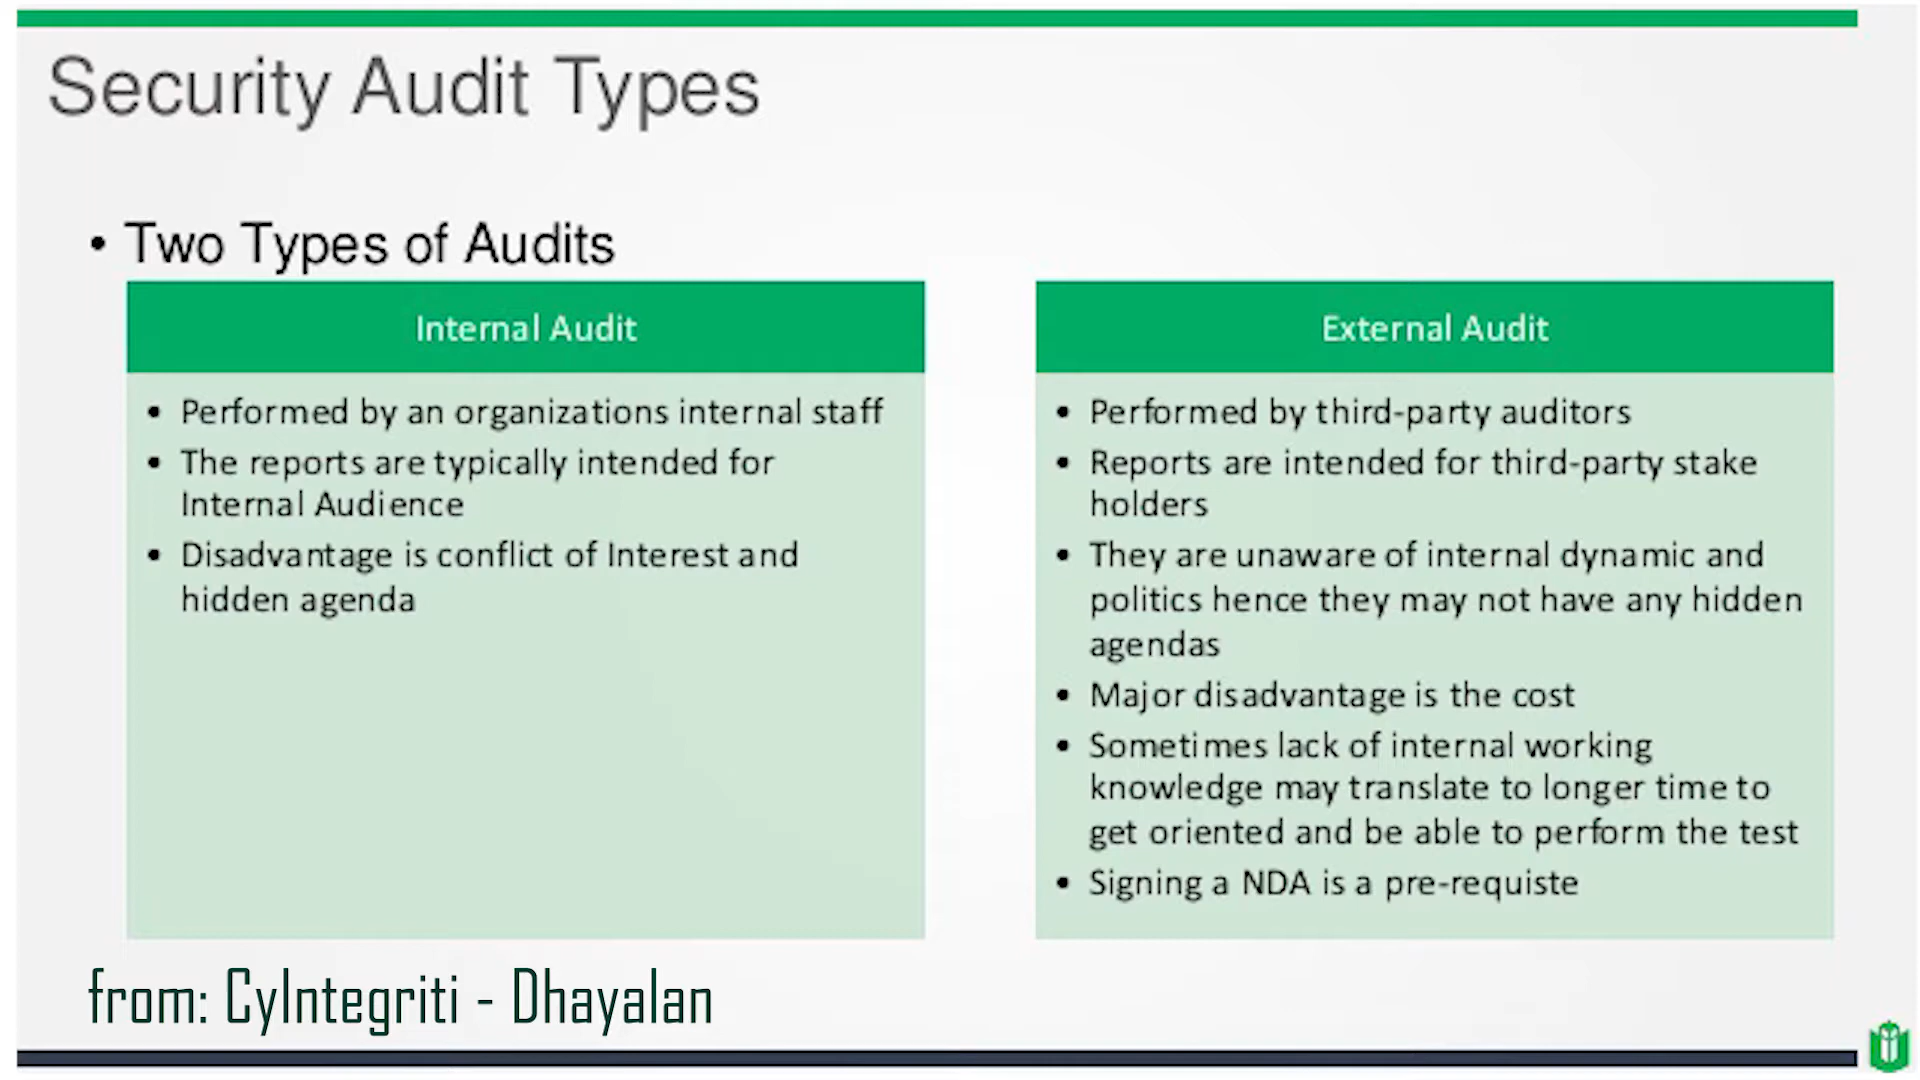 Security Audit Types
• Two Types of Audits
Internal Audit
• Performed by an organizations internal staff
• The reports are typically intended for
Internal Audience
• Disadvantage is conflict of Interest and
hidden agenda
External Audit
• Performed by third-party auditors
• Reports are intended for third-party stake
holders
• They are unaware of internal dynamic and
politics hence they may not have any hidden
agendas
• Major disadvantage is the cost
• Sometimes lack of internal working
knowledge may translate to longer time to
get oriented and be able to perform the test
• Signing a NDA is a pre-requiste
from: CyIntegriti - Dhayalan